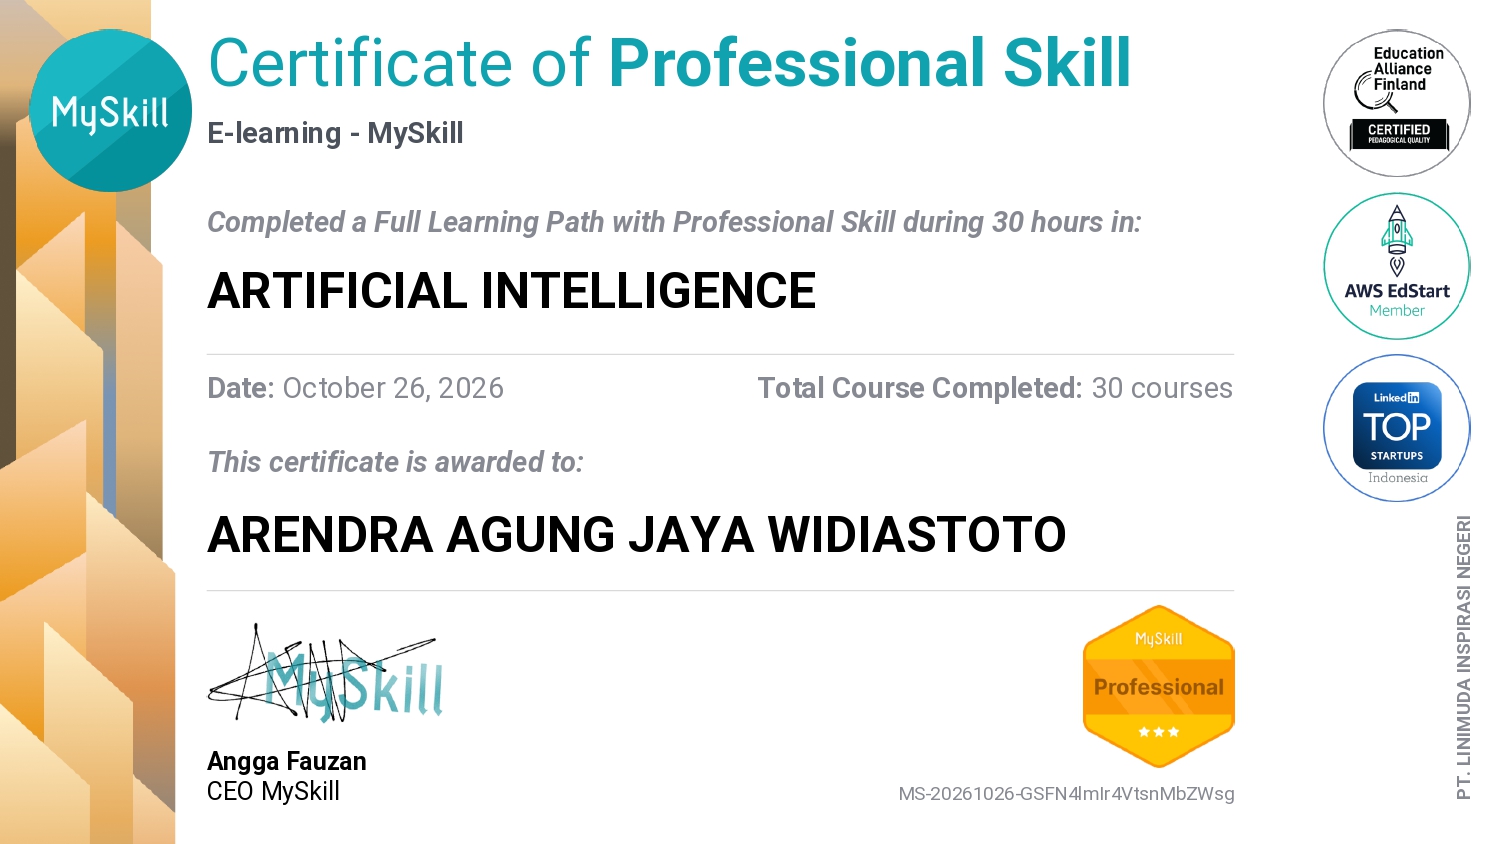 MySkill
Certificate of Professional Skill
E-learning - MySkill
Completed a Full Learning Path with Professional Skill during 30 hours in:
ARTIFICIAL INTELLIGENCE
Date: October 26, 2026
Total Course Completed: 30 courses
This certificate is awarded to:
ARENDRA AGUNG JAYA WIDIASTOTO
MySkill
Angga Fauzan
CEO MySkill
MySkill
Professional
MS-20261026-GSFN4lmIr4VtsnMbZWsg
Education
Alliance
Finland
CERTIFIED
PEDAGOGICAL QUALITY
AWS EdStart
Member
Linked in
TOP
STARTUPS
Indonesia
PT. LINIMUDA INSPIRASI NEGERI